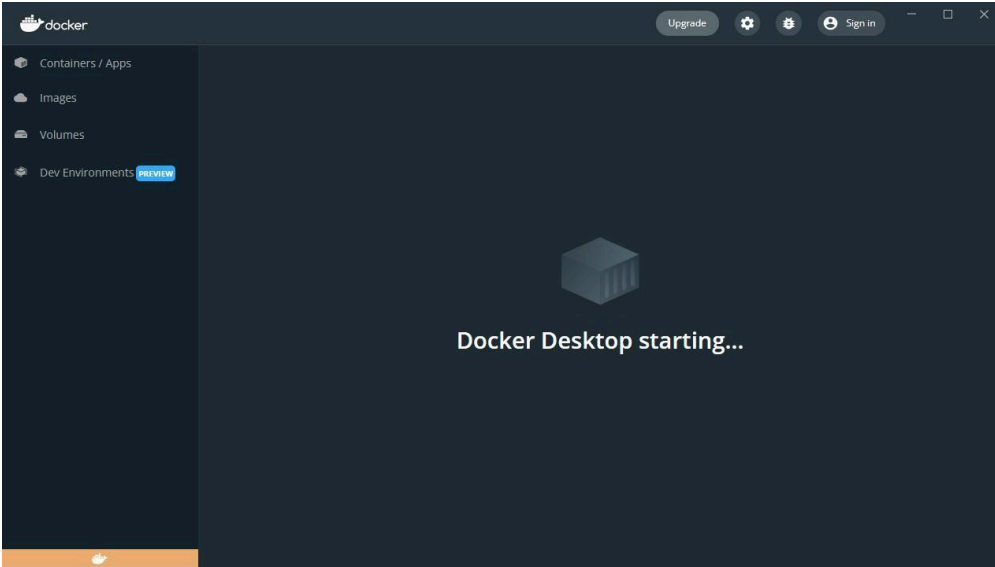 docker
Upgrade
Sign in
Containers / Apps
Images
Volumes
Dev Environments PREVIEW
Docker Desktop starting...